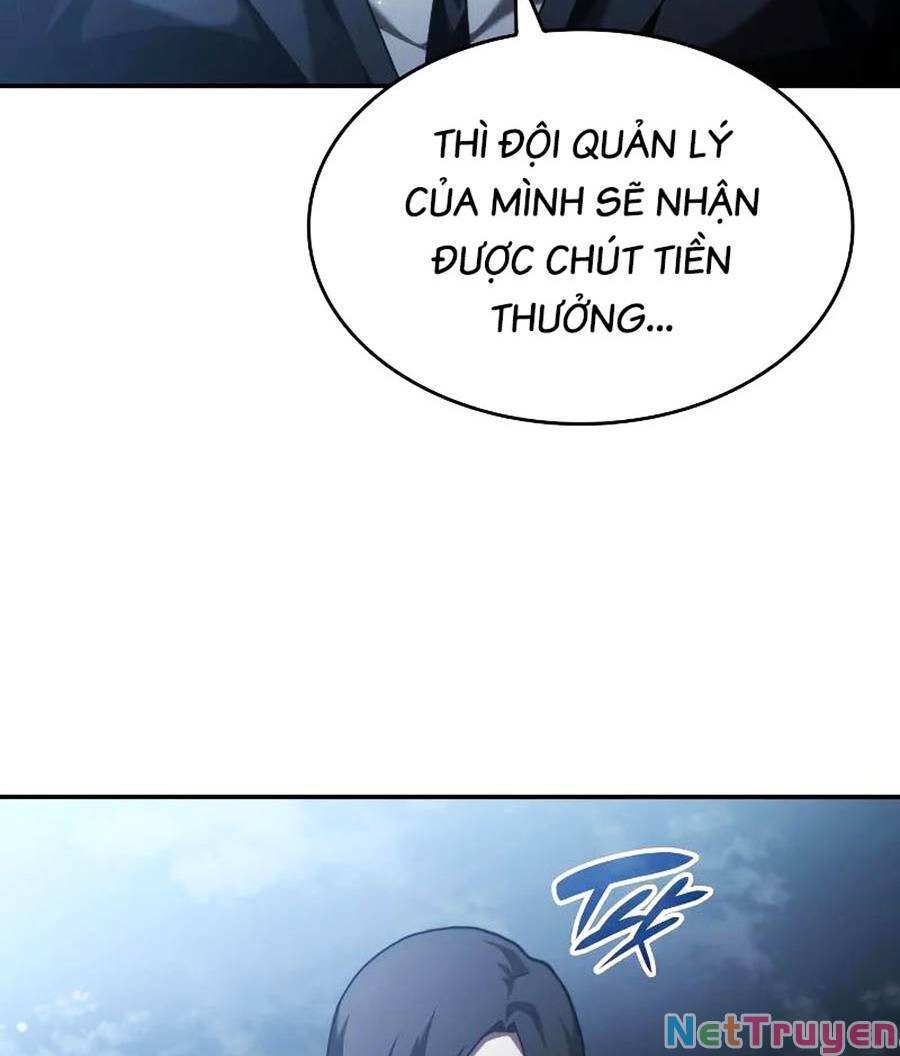 THÌ ĐỘI QUẢN LÝ
CỦA MÌNH SẼ NHẬN
ĐƯỢC CHÚT TIỀN
THƯỞNG...
NetTruyen